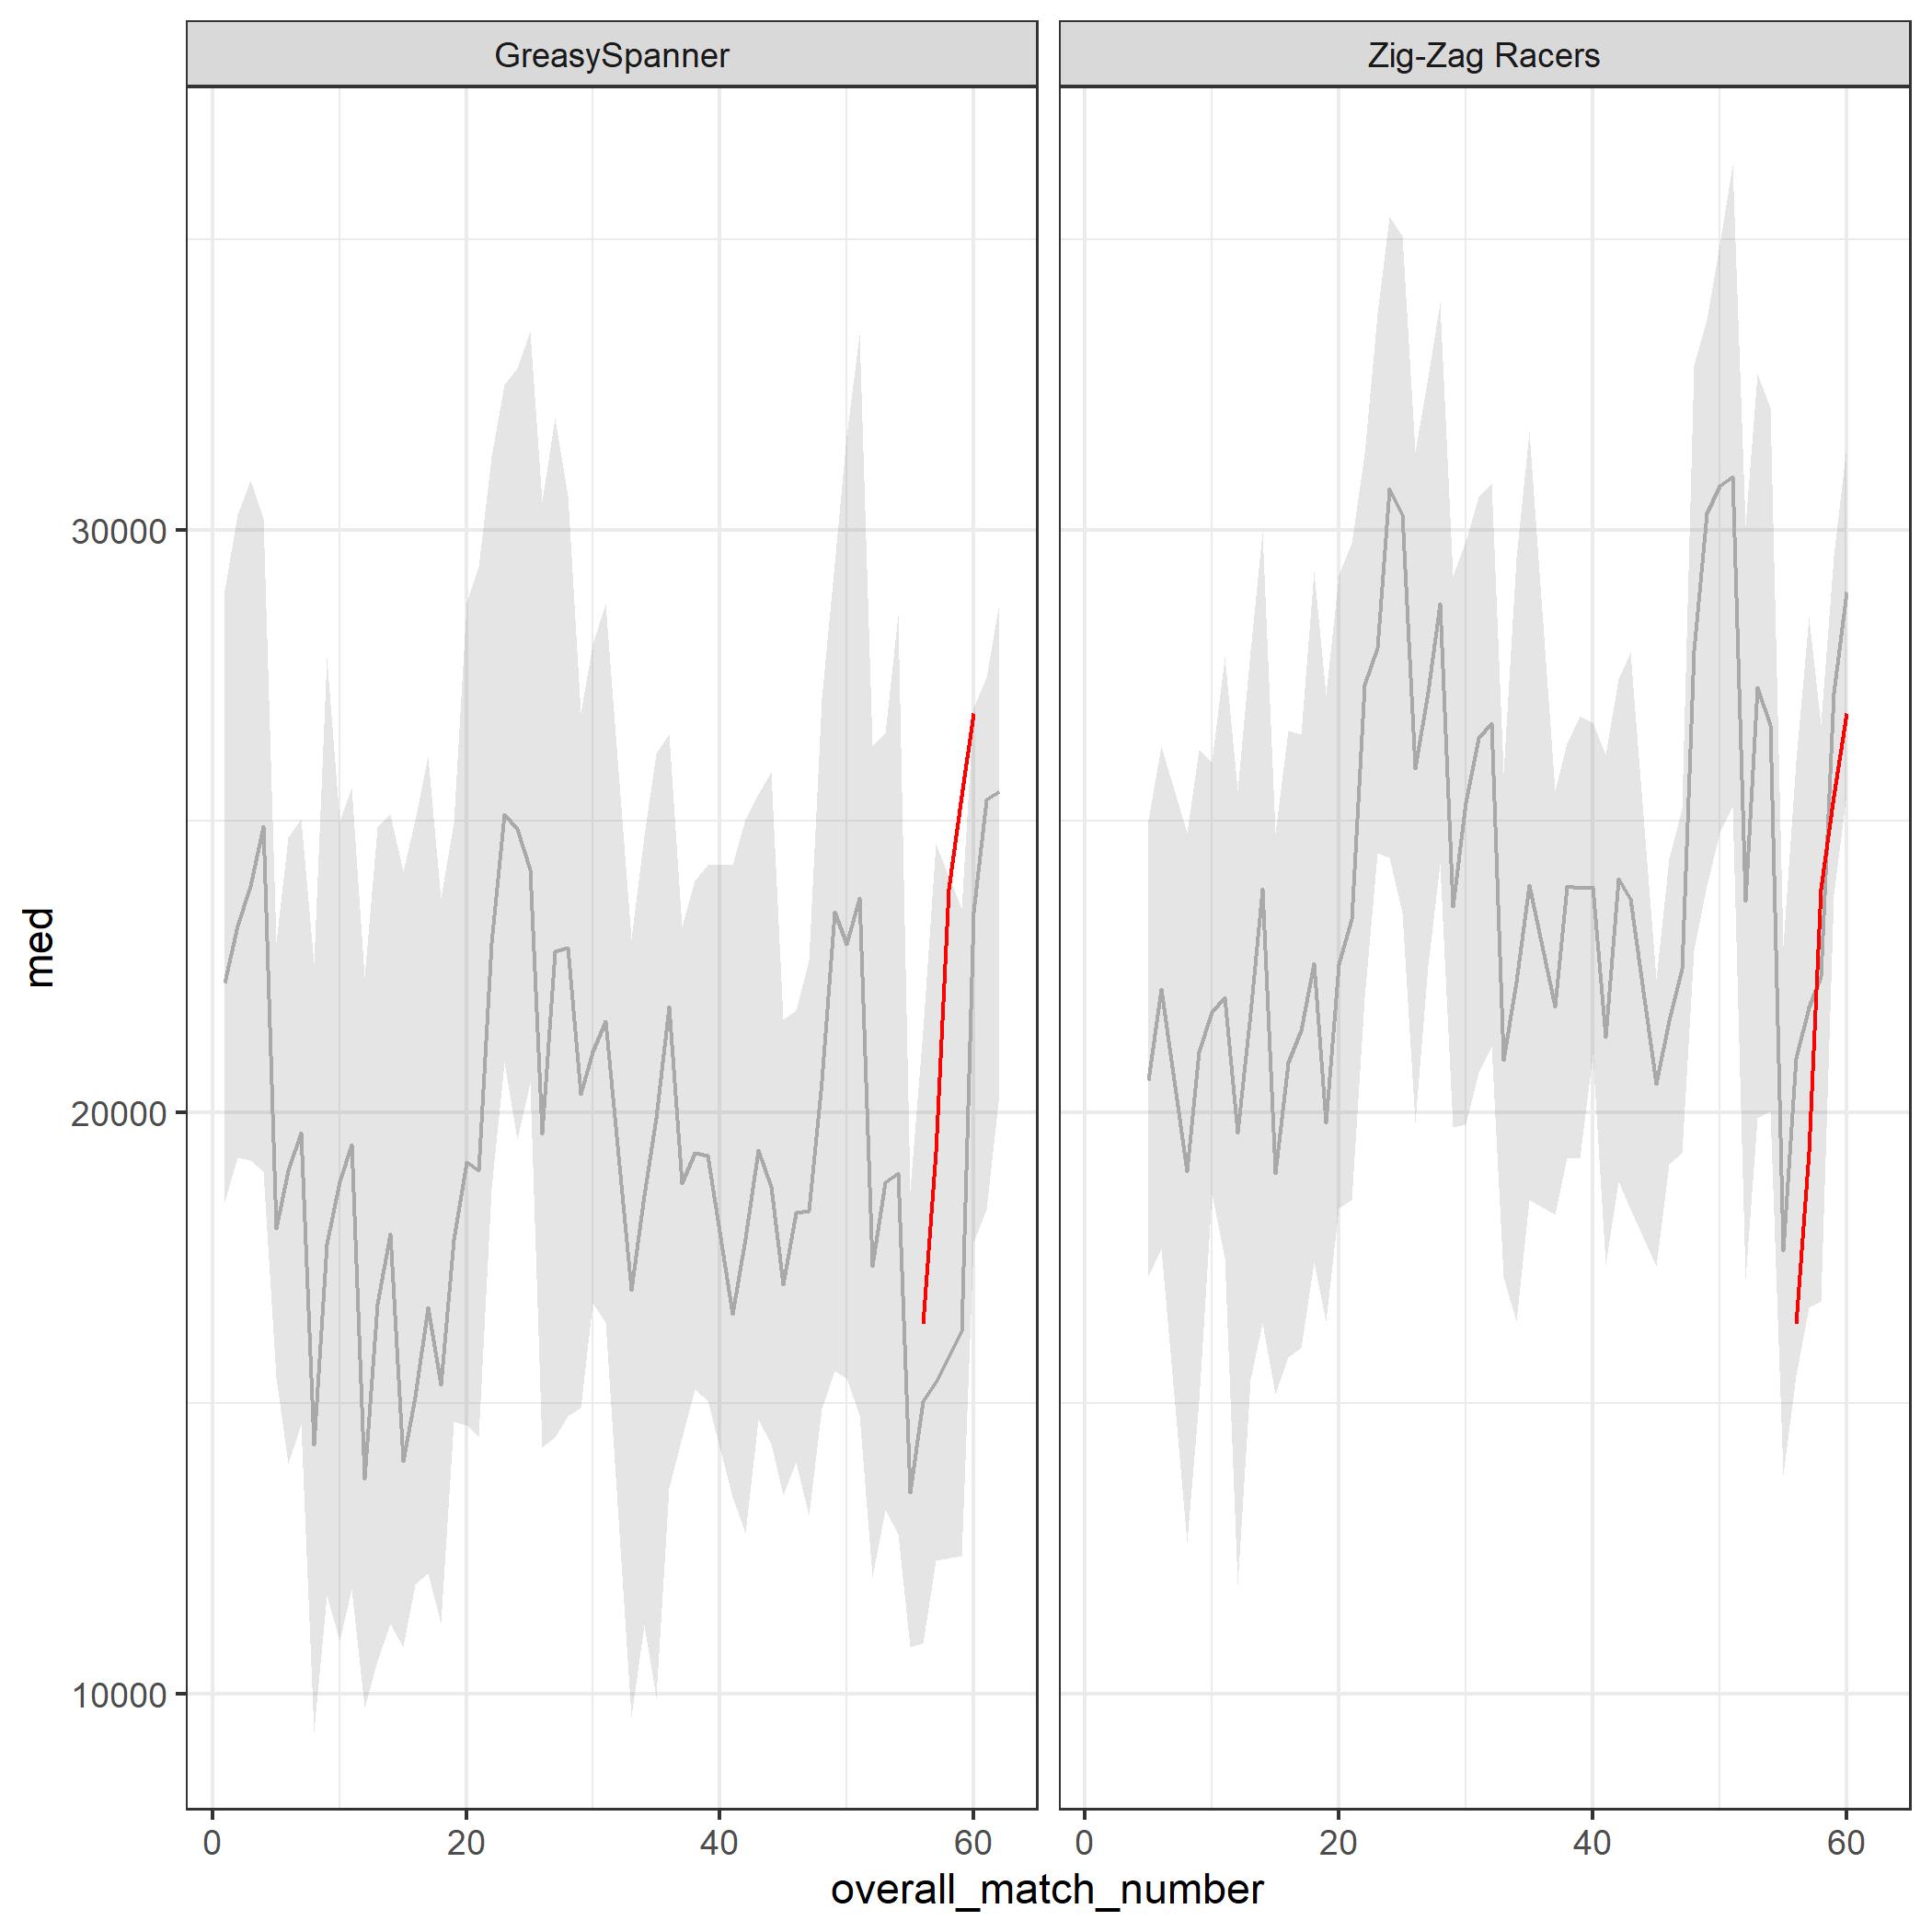 GreasySpanner Zig-Zag Racers
30000
20000
10000
med
0 20 40 60 0 20 40 60
overall_match_number